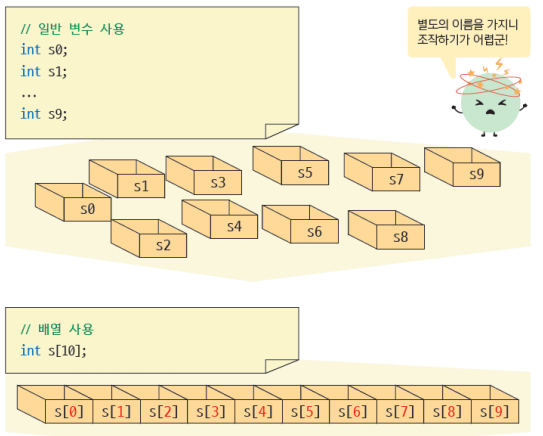 // 일반 변수 사용
int s0;
int s1;
...
int s9;
별도의 이름을 가지니
조작하기가 어렵군!
s0
s1
s2
s3
s4
s5
s6
s7
s8
s9
// 배열 사용
int s[10];
s[0] s[1] s[2] s[3] s[4] s[5] s[6] s[7] s[8] s[9]